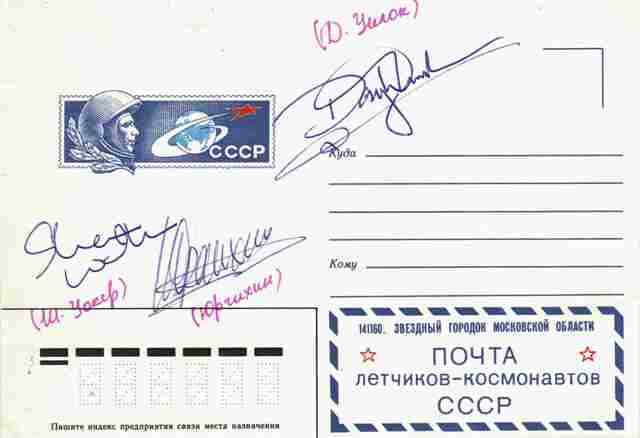 (Д. Уилок)
СССР
Куда
Кому
(Ш. Уокер)
(Юрчихин)
141160. ЗВЕЗДНЫЙ ГОРОДОК МОСКОВСКОЙ ОБЛАСТИ
ПОЧТА
летчиков-космонавтов
СССР
Пишите индекс предприятия связи места назначения